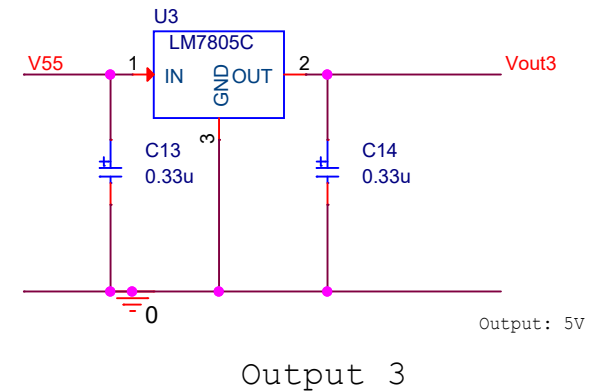 U3
LM7805C
V55
1
IN
GND
OUT
2
Vout3
3
C13
0.33u
C14
0.33u
0
Output: 5V
Output 3